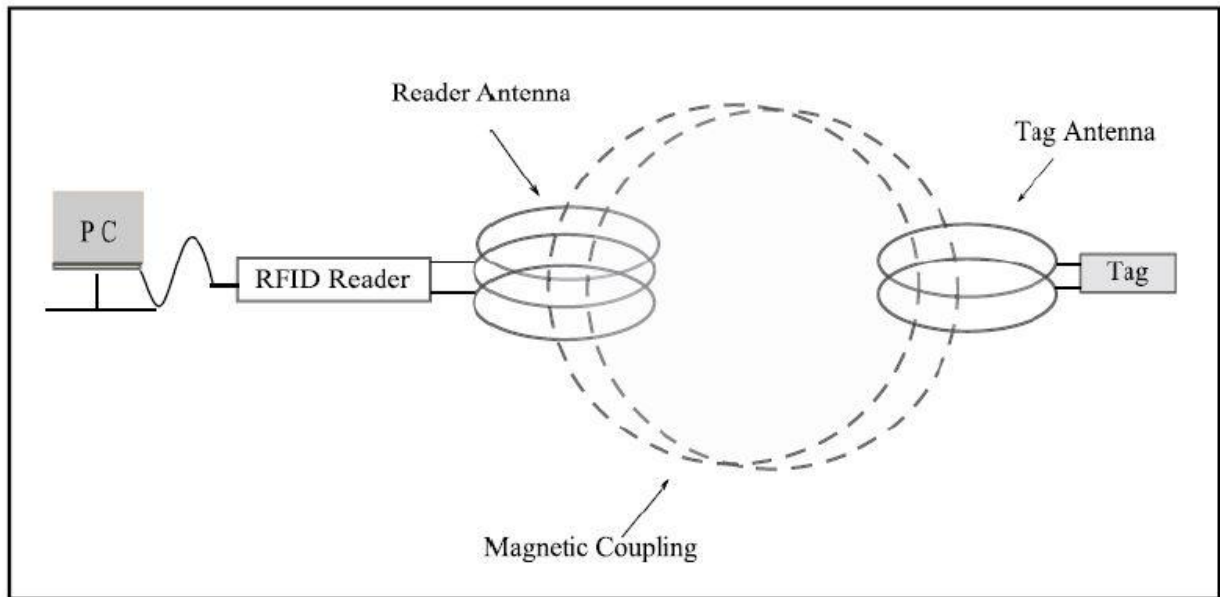 Reader Antenna
Tag Antenna
P C
RFID Reader
Tag
Magnetic Coupling